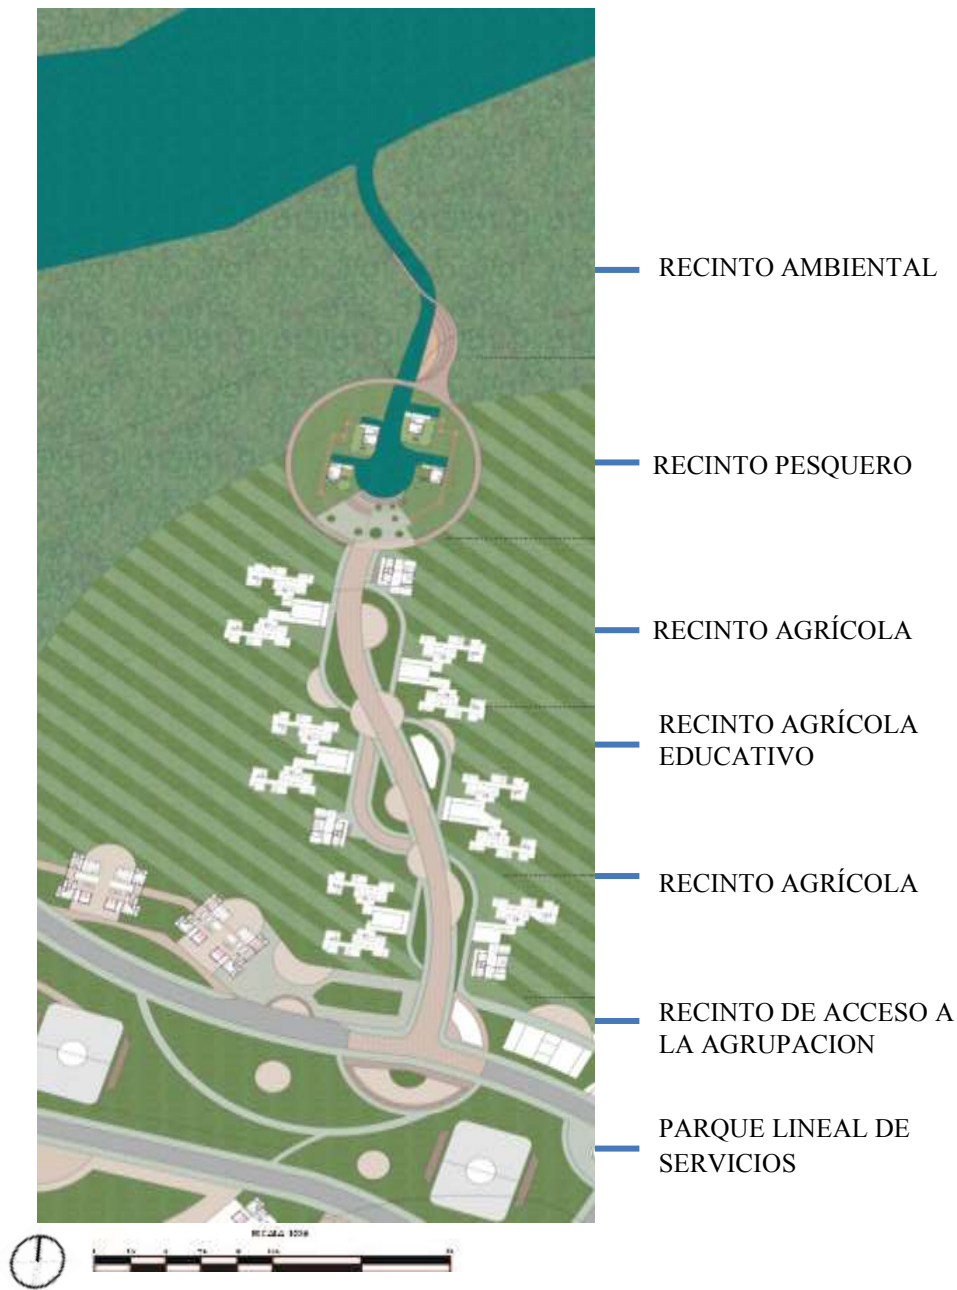 RECINTO AMBIENTAL
RECINTO PESQUERO
RECINTO AGRÍCOLA
RECINTO AGRÍCOLA
EDUCATIVO
RECINTO AGRÍCOLA
RECINTO DE ACCESO A
LA AGRUPACION
PARQUE LINEAL DE
SERVICIOS